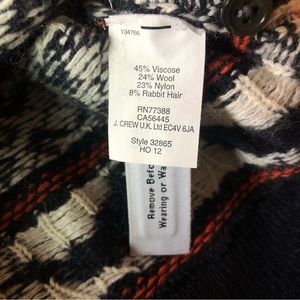 104766
45% Viscose
24% Wool
23% Nylon
8% Rabbit Hair
RN77388
CA56445
J. CREW U.K. Ltd EC4V 6JA
Style 32865
HO 12
Remove Before
Wearing or Wa